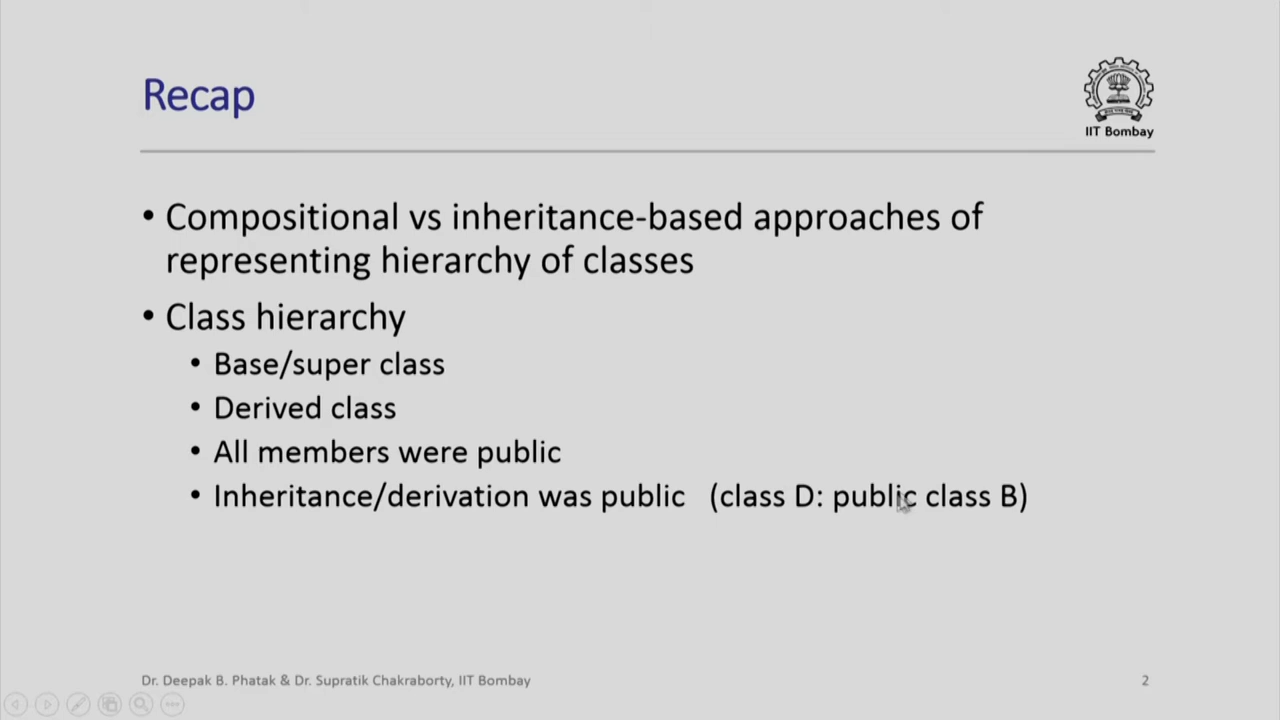 Recap
IIT Bombay
• Compositional vs inheritance-based approaches of
representing hierarchy of classes
• Class hierarchy
• Base/super class
• Derived class
• All members were public
• Inheritance/derivation was public (class D: public class B)
Dr. Deepak B. Phatak & Dr. Supratik Chakraborty, IIT Bombay
2